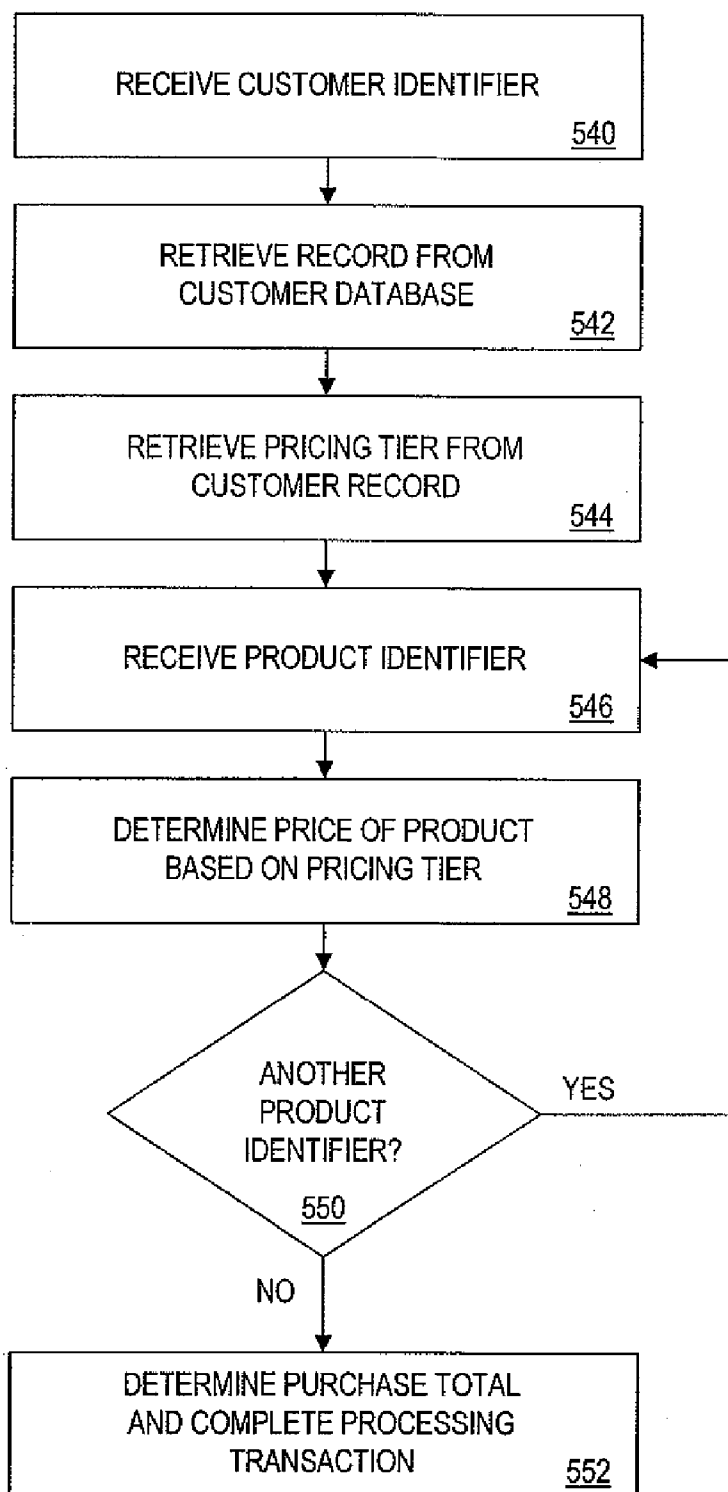 RECEIVE CUSTOMER IDENTIFIER
540
RETRIEVE RECORD FROM
CUSTOMER DATABASE
542
RETRIEVE PRICING TIER FROM
CUSTOMER RECORD
544
RECEIVE PRODUCT IDENTIFIER
546
DETERMINE PRICE OF PRODUCT
BASED ON PRICING TIER
548
ANOTHER
PRODUCT
IDENTIFIER?
550
YES
NO
DETERMINE PURCHASE TOTAL
AND COMPLETE PROCESSING
TRANSACTION
552